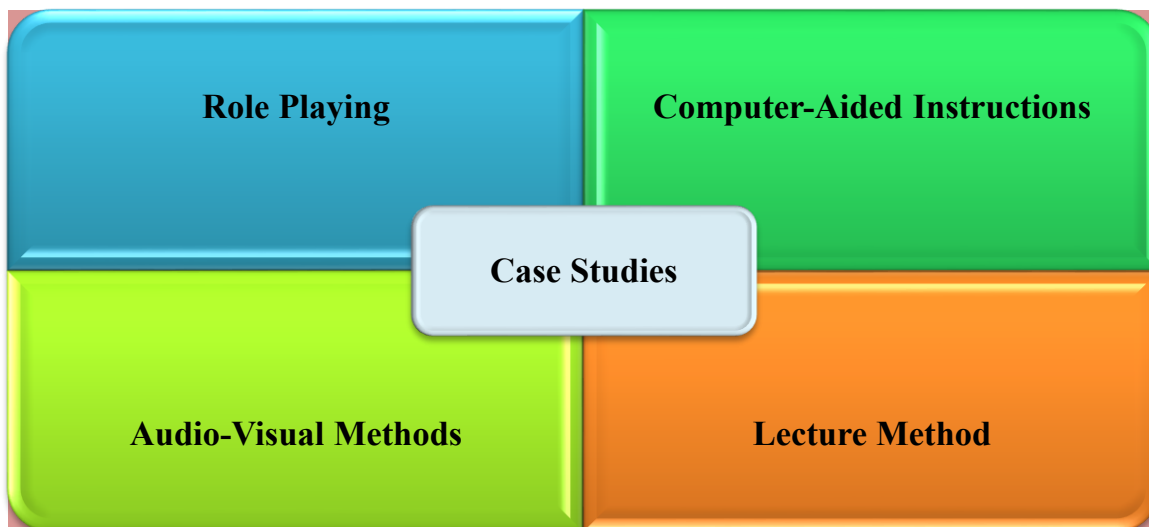 Role Playing
Computer-Aided Instructions
Case Studies
Audio-Visual Methods
Lecture Method